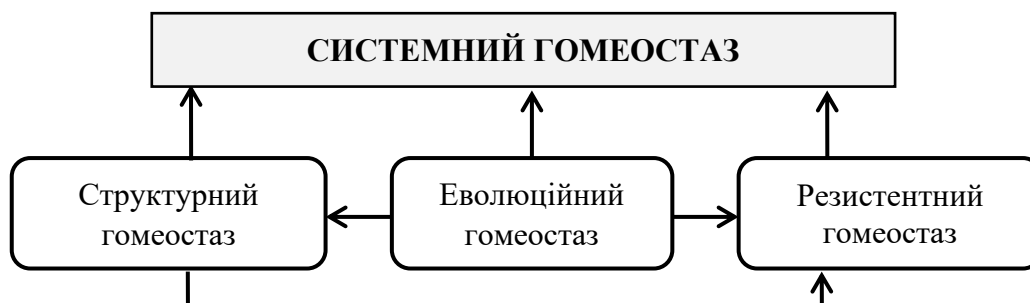 СИСТЕМНИЙ ГОМЕОСТАЗ
Структурний
гомеостаз
Еволюційний
гомеостаз
Резистентний
гомеостаз